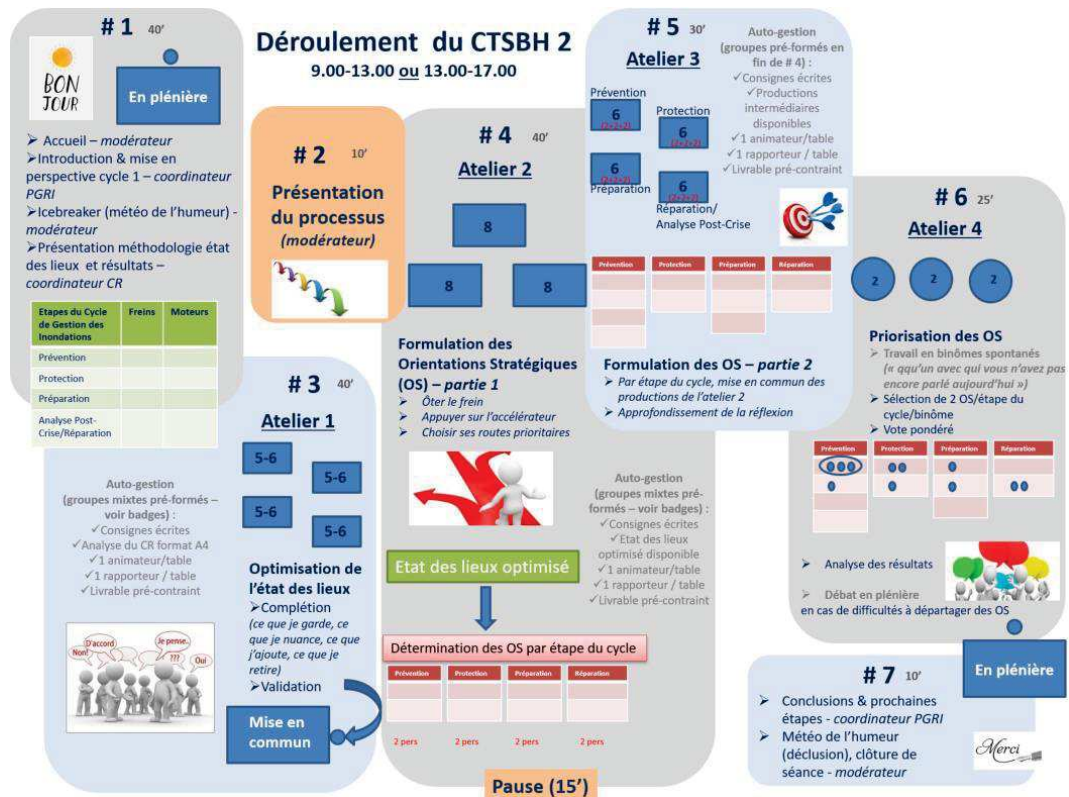 Déroulement du CTSBH 2
9.00-13.00 ou 13.00-17.00
# 1 40'
BON
JOUR
En plénière
➢ Accueil – modérateur
➢Introduction & mise en
perspective cycle 1 – coordinateur
PGRI
➢Icebreaker (météo de l'humeur) -
modérateur
➢Présentation méthodologie état
des lieux et résultats –
coordinateur CR
Etapes du Cycle
de Gestion des
Inondations
Freins
Moteurs
Prévention
Protection
Préparation
Analyse Post-
Crise/Réparation
# 2 10'
Présentation
du processus
(modérateur)
# 3 40'
Atelier 1
5-6
5-6
5-6
5-6
Auto-gestion
(groupes mixtes pré-formés –
voir badges) :
✓Consignes écrites
✓Analyse du CR format A4
✓1 animateur/table
✓1 rapporteur / table
✓Livrable pré-contraint
D'accord
Non!
Je pense..
???
Oui
Optimisation de
l'état des lieux
➢Complétion
(ce que je garde, ce
que je nuance, ce que
j'ajoute, ce que je
retire)
➢Validation
Mise en
commun
# 4 40'
Atelier 2
8
8
8
Formulation des
Orientations Stratégiques
(OS) – partie 1
➢ Ôter le frein
➢ Appuyer sur l'accélérateur
➢ Choisir ses routes prioritaires
Auto-gestion
(groupes mixtes pré-
formés – voir badges) :
✓Consignes écrites
✓Etat des lieux
optimisé disponible
✓1 animateur/table
✓1 rapporteur / table
✓Livrable pré-contraint
Etat des lieux optimisé
Détermination des OS par étape du cycle
Prévention Protection Préparation Réparation
2 pers 2 pers 2 pers 2 pers
Pause (15')
# 5 30'
Atelier 3
Prévention
6
(2+2+2)
Protection
6
(2+2+2)
6
(2+2+2)
Préparation
6
(2+2+2)
Réparation/
Analyse Post-Crise
Auto-gestion
(groupes pré-formés en
fin de # 4) :
✓Consignes écrites
✓Productions
intermédiaires
disponibles
✓1 animateur/table
✓1 rapporteur / table
✓Livrable pré-contraint
Prévention Protection Préparation Réparation
Formulation des OS – partie 2
➢ Par étape du cycle, mise en commun des
productions de l'atelier 2
➢ Approfondissement de la réflexion
# 6 25'
Atelier 4
2
2
2
Priorisation des OS
➢ Travail en binômes spontanés
(« qqu'un avec qui vous n'avez pas
encore parlé aujourd'hui »)
➢ Sélection de 2 OS/étape du
cycle/binôme
➢ Vote pondéré
Prévention Protection Préparation Réparation
➢ Analyse des résultats
➢ Débat en plénière
en cas de difficultés à départager des OS
# 7 10'
En plénière
➢ Conclusions & prochaines
étapes - coordinateur PGRI
➢ Météo de l'humeur
(déclusion), clôture de
séance - modérateur
Merci